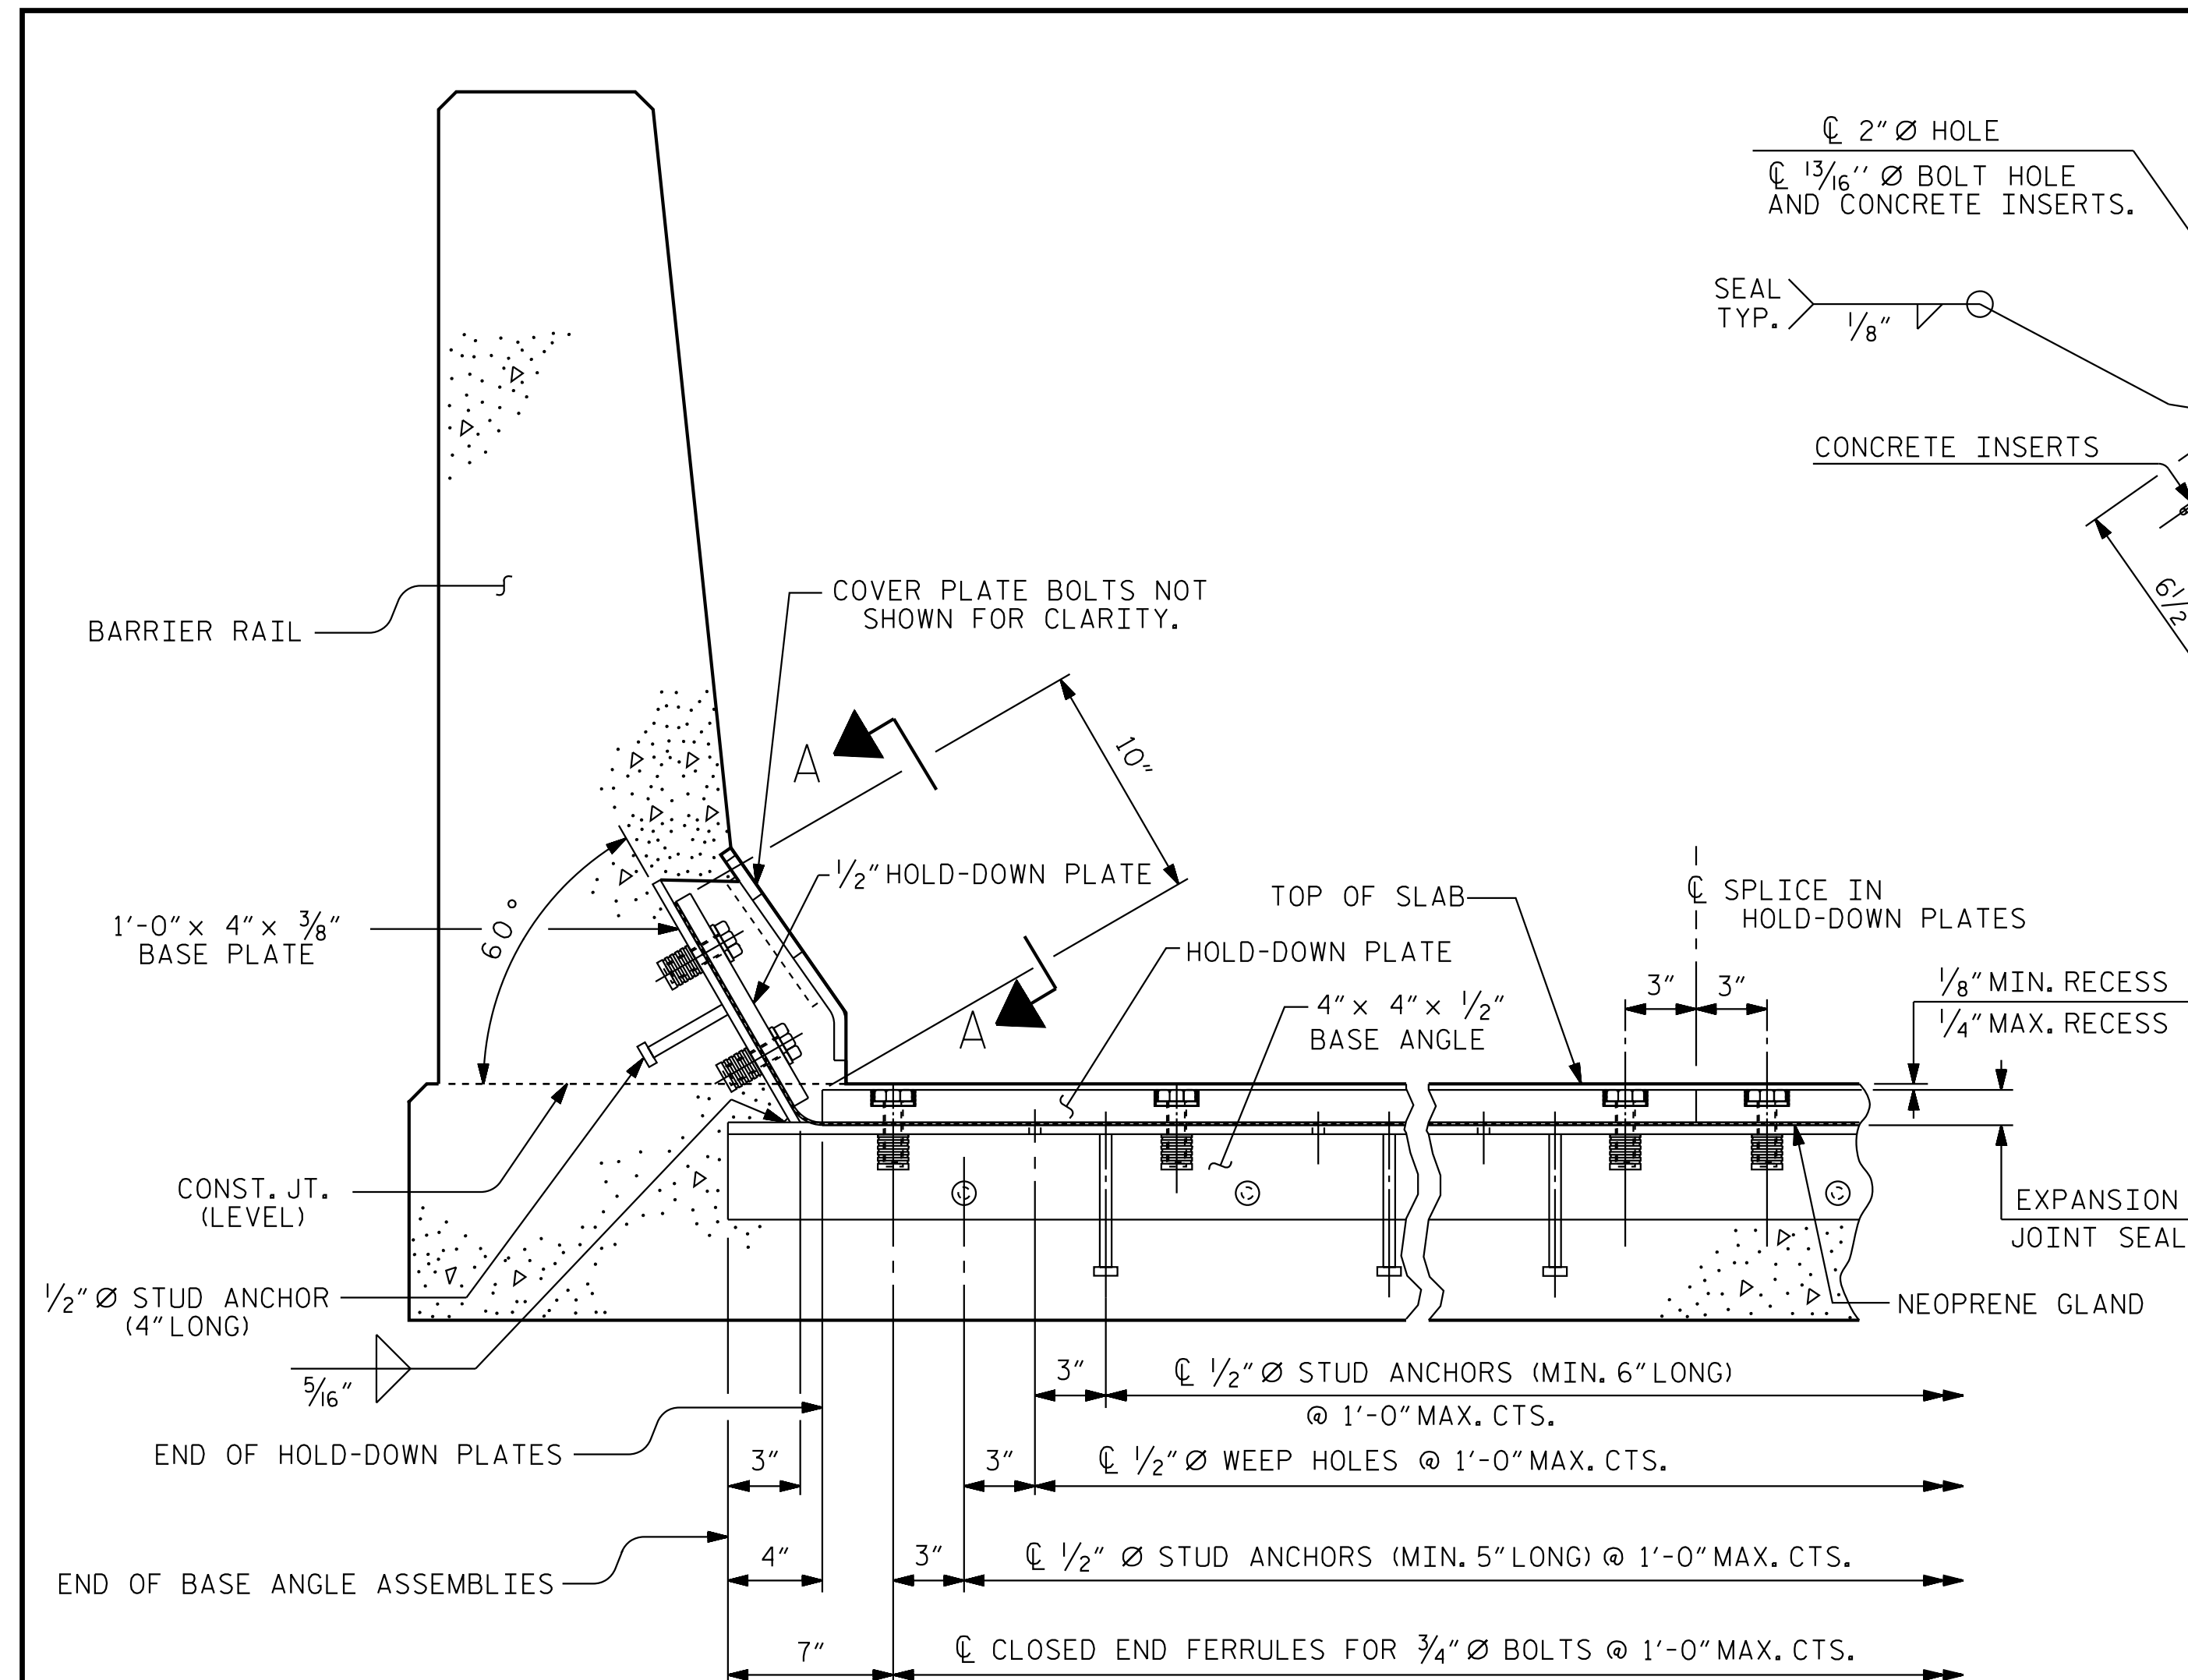 ℄ 2" Ø HOLE
℄ 13/16'' Ø BOLT HOLE
AND CONCRETE INSERTS.
SEAL
TYP.
1/8"
CONCRETE INSERTS
6 1/2
COVER PLATE BOLTS NOT
SHOWN FOR CLARITY.
BARRIER RAIL
A
10"
1/2" HOLD-DOWN PLATE
TOP OF SLAB
℄ SPLICE IN
HOLD-DOWN PLATES
1'-0" x 4" x 3/8"
BASE PLATE
60°
HOLD-DOWN PLATE
3" 3"
1/8" MIN. RECESS
1/4" MAX. RECESS
4" x 4" x 1/2"
BASE ANGLE
A
CONST. JT.
(LEVEL)
EXPANSION
JOINT SEAL
1/2" Ø STUD ANCHOR
(4" LONG)
NEOPRENE GLAND
5/16"
3"
℄ 1/2" Ø STUD ANCHORS (MIN. 6" LONG)
@ 1'-0" MAX. CTS.
END OF HOLD-DOWN PLATES
3" 3"
℄ 1/2" Ø WEEP HOLES @ 1'-0" MAX. CTS.
END OF BASE ANGLE ASSEMBLIES
4" 3"
℄ 1/2" Ø STUD ANCHORS (MIN. 5" LONG) @ 1'-0" MAX. CTS.
7"
℄ CLOSED END FERRULES FOR 3/4" Ø BOLTS @ 1'-0" MAX. CTS.